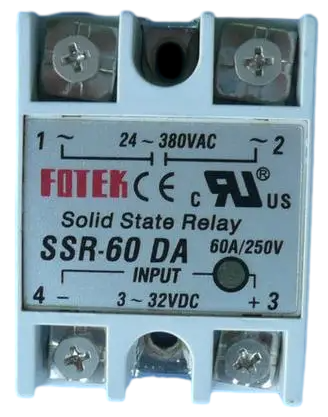 1 ~ 24 ~ 380VAC ~ 2
FOTEK CE c RU ® US
Solid State Relay
SSR-60 DA 60A/250V
INPUT
4 - 3 ~ 32VDC + 3